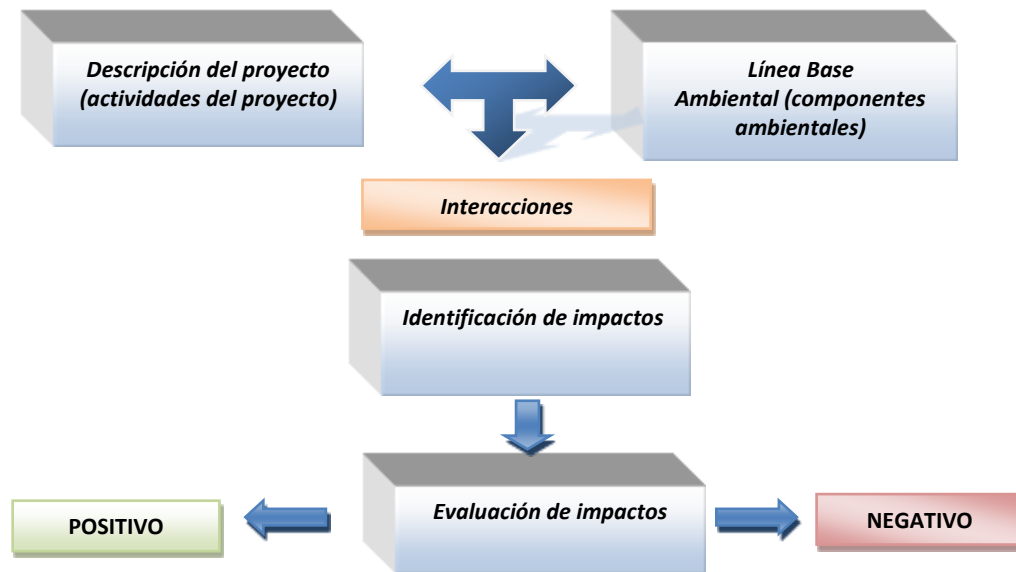 Descripción del proyecto
(actividades del proyecto)
Línea Base
Ambiental (componentes
ambientales)
Interacciones
Identificación de impactos
Evaluación de impactos
POSITIVO
NEGATIVO